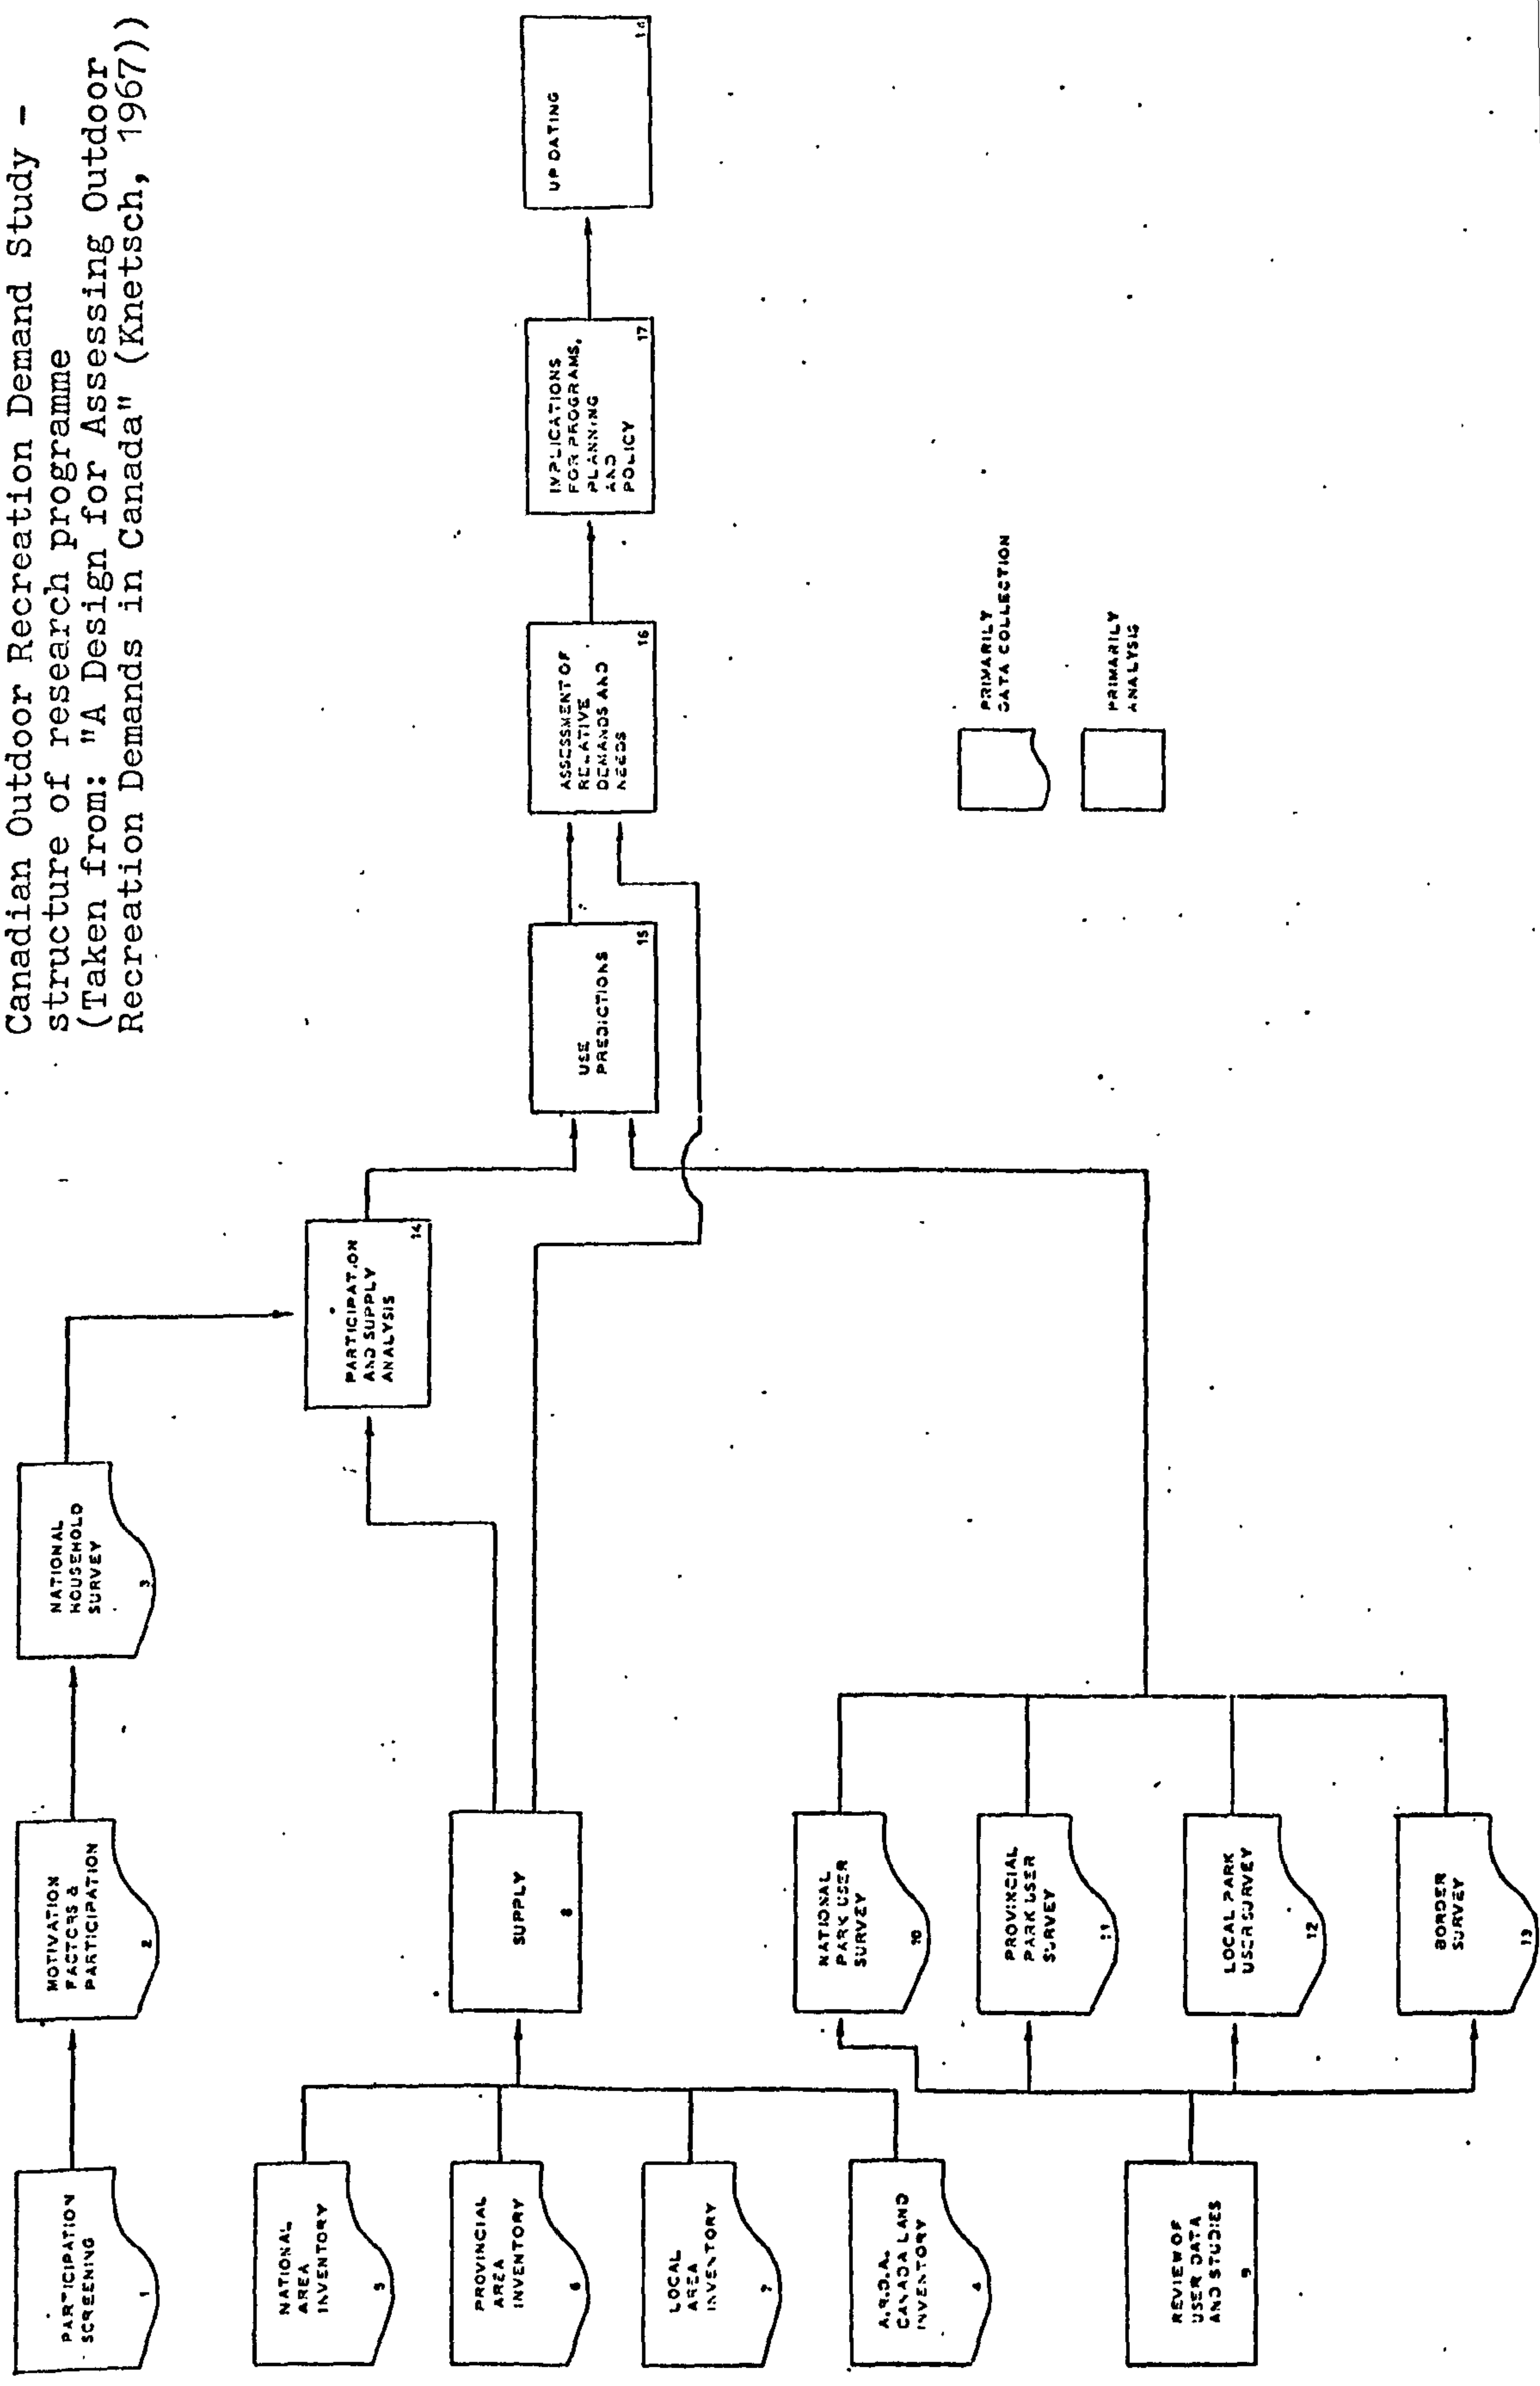 Canadian Outdoor Recreation Demand Study -
structure of research programme
(Taken from: "A Design for Assessing Outdoor
Recreation Demands in Canada" (Knetsch, 1967))
PARTICIPATION
SCREENING
1
MOTIVATION
FACTORS &
PARTICIPATION
2
NATIONAL
HOUSEHOLD
SURVEY
3
NATIONAL
AREA
INVENTORY
5
PROVINCIAL
AREA
INVENTORY
6
LOCAL
AREA
INVENTORY
7
A.R.D.A.
CANADA LAND
INVENTORY
4
SUPPLY
8
REVIEW OF
USER DATA
AND STUDIES
9
NATIONAL
PARK USER
SURVEY
10
PROVINCIAL
PARK USER
SURVEY
11
LOCAL PARK
USER SURVEY
12
BORDER
SURVEY
13
PARTICIPATION
AND SUPPLY
ANALYSIS
14
USE
PREDICTIONS
15
ASSESSMENT OF
RELATIVE
DEMANDS AND
NEEDS
16
IMPLICATIONS
FOR PROGRAMS,
PLANNING
AND
POLICY
17
UPDATING
18
PRIMARILY
DATA COLLECTION
PRIMARILY
ANALYSIS